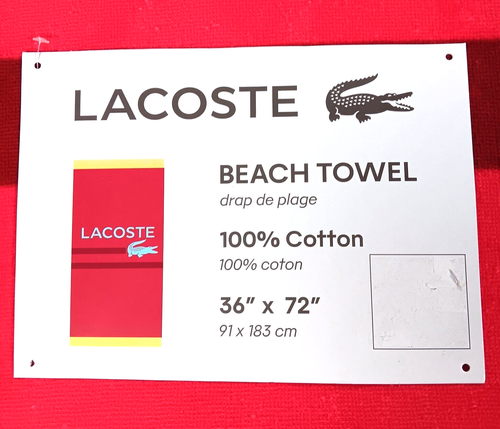 LACOSTE
LACOSTE
BEACH TOWEL
drap de plage
100% Cotton
100% coton
36” x 72”
91 x 183 cm